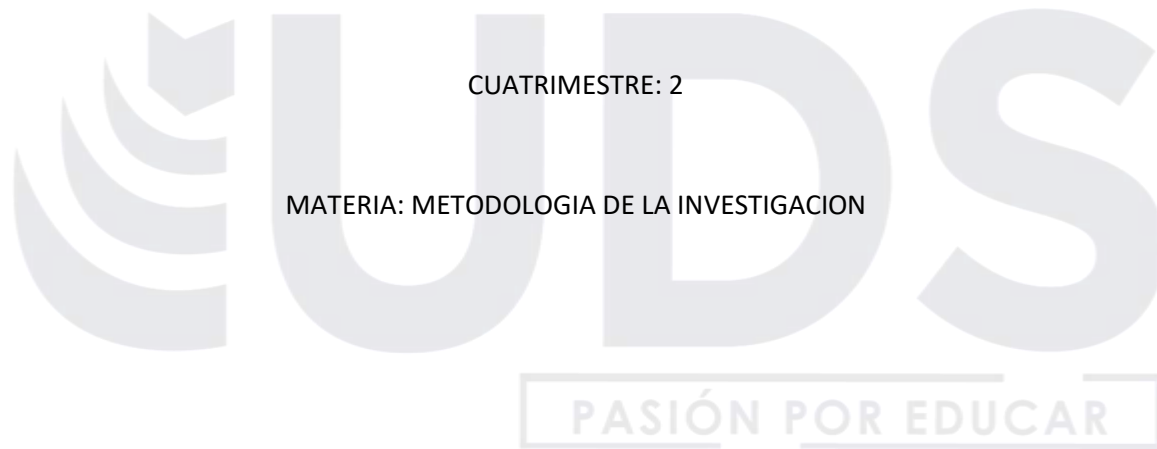 UDS
CUATRIMESTRE: 2
MATERIA: METODOLOGIA DE LA INVESTIGACION
PASIÓN POR EDUCAR